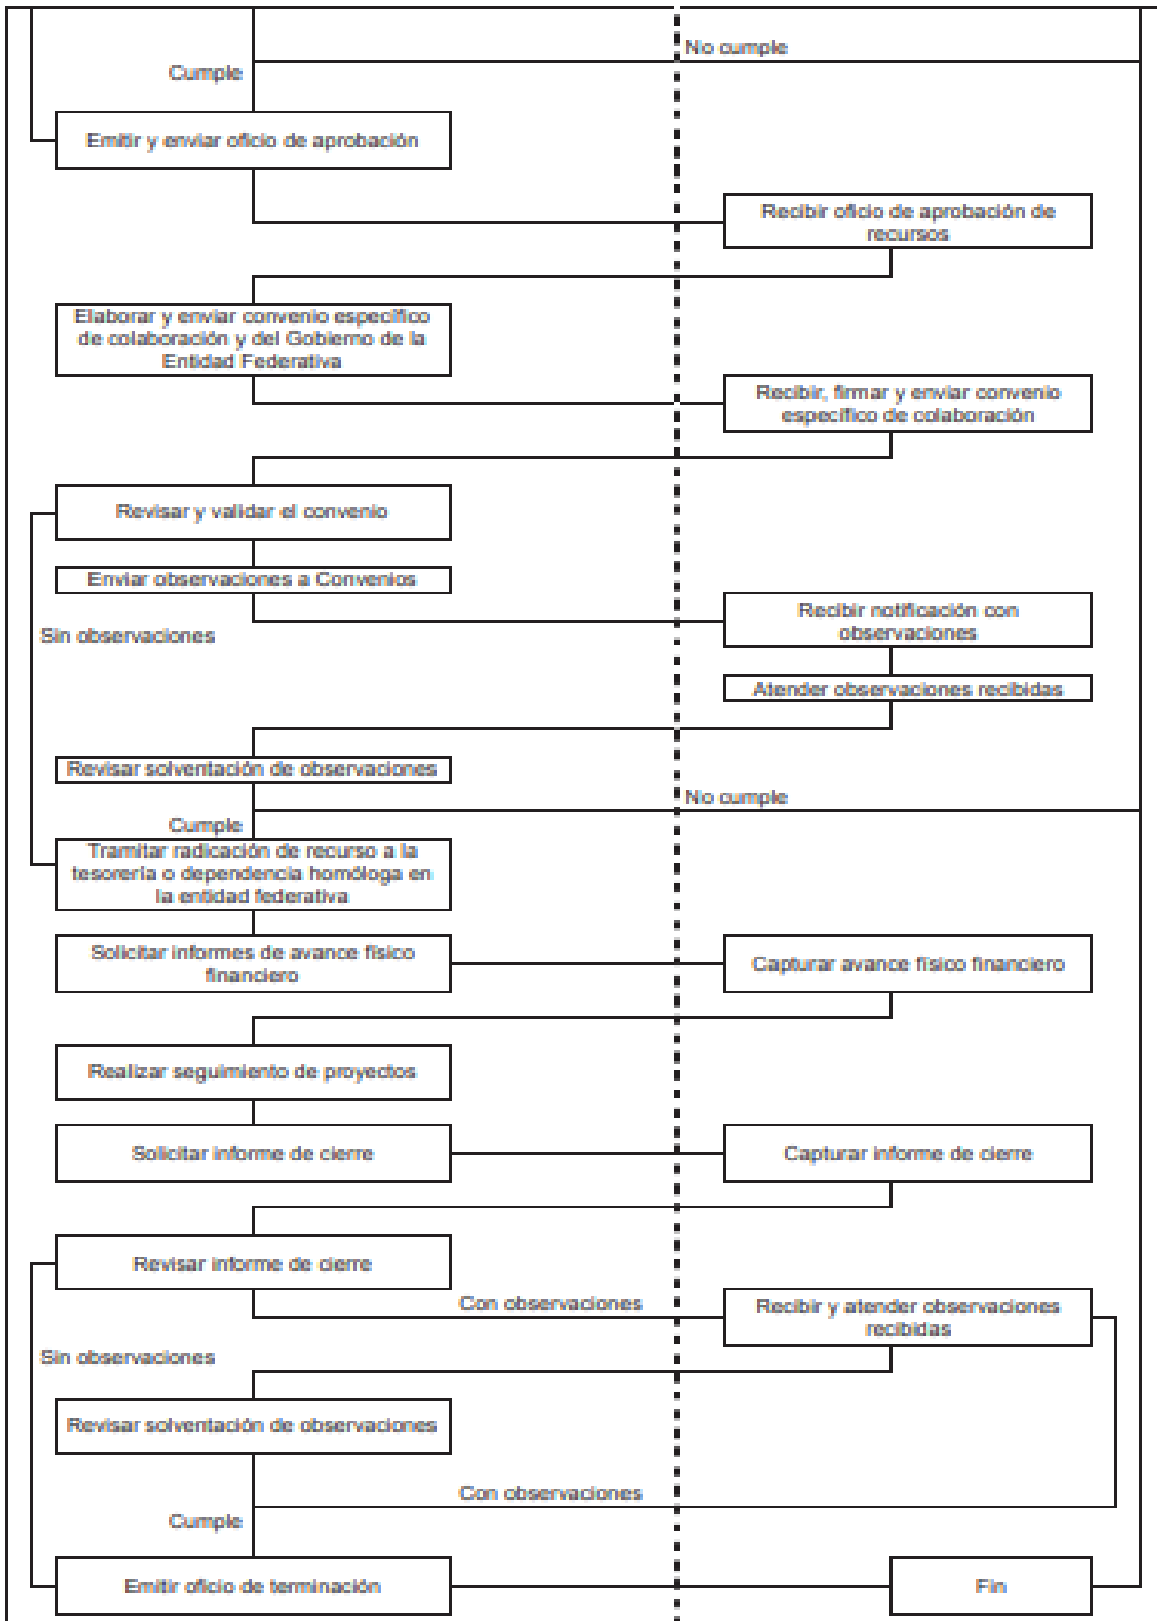 No cumple
Cumple
Emitir y enviar oficio de aprobación
Recibir oficio de aprobación de
recursos
Elaborar y enviar convenio específico
de colaboración y del Gobierno de la
Entidad Federativa
Recibir, firmar y enviar convenio
específico de colaboración
Revisar y validar el convenio
Enviar observaciones a Convenios
Recibir notificación con
observaciones
Sin observaciones
Atender observaciones recibidas
Revisar solventación de observaciones
No cumple
Cumple
Tramitar radicación de recurso a la
tesorería o dependencia homóloga en
la entidad federativa
Solicitar informes de avance físico
financiero
Capturar avance físico financiero
Realizar seguimiento de proyectos
Solicitar informe de cierre
Capturar informe de cierre
Revisar informe de cierre
Con observaciones
Recibir y atender observaciones
recibidas
Sin observaciones
Revisar solventación de observaciones
Con observaciones
Cumple
Emitir oficio de terminación
Fin